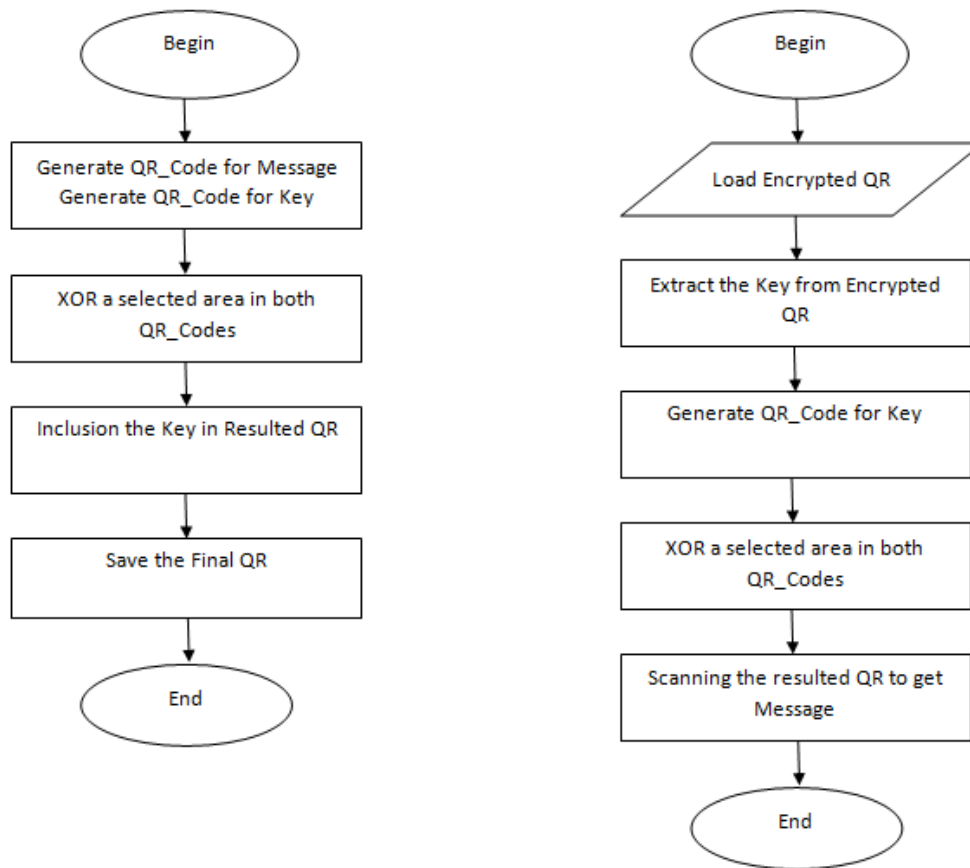 Begin
Generate QR_Code for Message
Generate QR_Code for Key
XOR a selected area in both
QR_Codes
Inclusion the Key in Resulted QR
Save the Final QR
End
Begin
Load Encrypted QR
Extract the Key from Encrypted
QR
Generate QR_Code for Key
XOR a selected area in both
QR_Codes
Scanning the resulted QR to get
Message
End